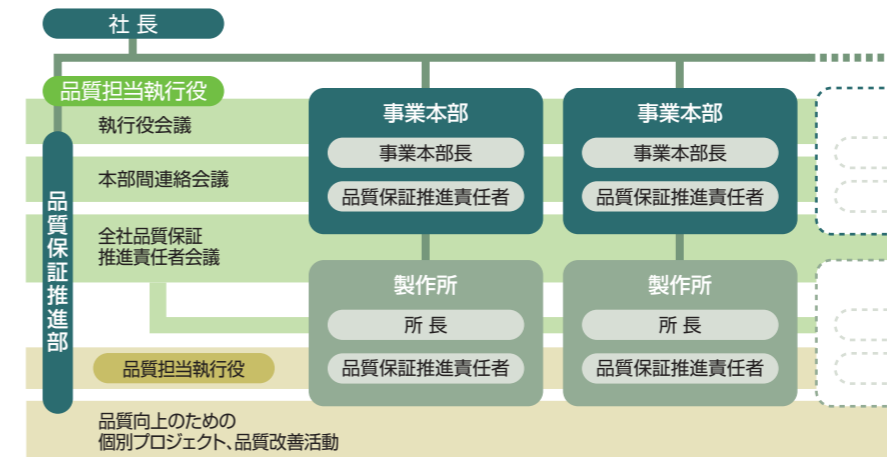 社 長
品質担当執行役
執行役会議
本部間連絡会議
全社品質保証
推進責任者会議
品質保証推進部
事業本部
事業本部長
品質保証推進責任者
事業本部
事業本部長
品質保証推進責任者
製作所
所 長
品質保証推進責任者
製作所
所 長
品質保証推進責任者
品質担当執行役
品質向上のための
個別プロジェクト、品質改善活動